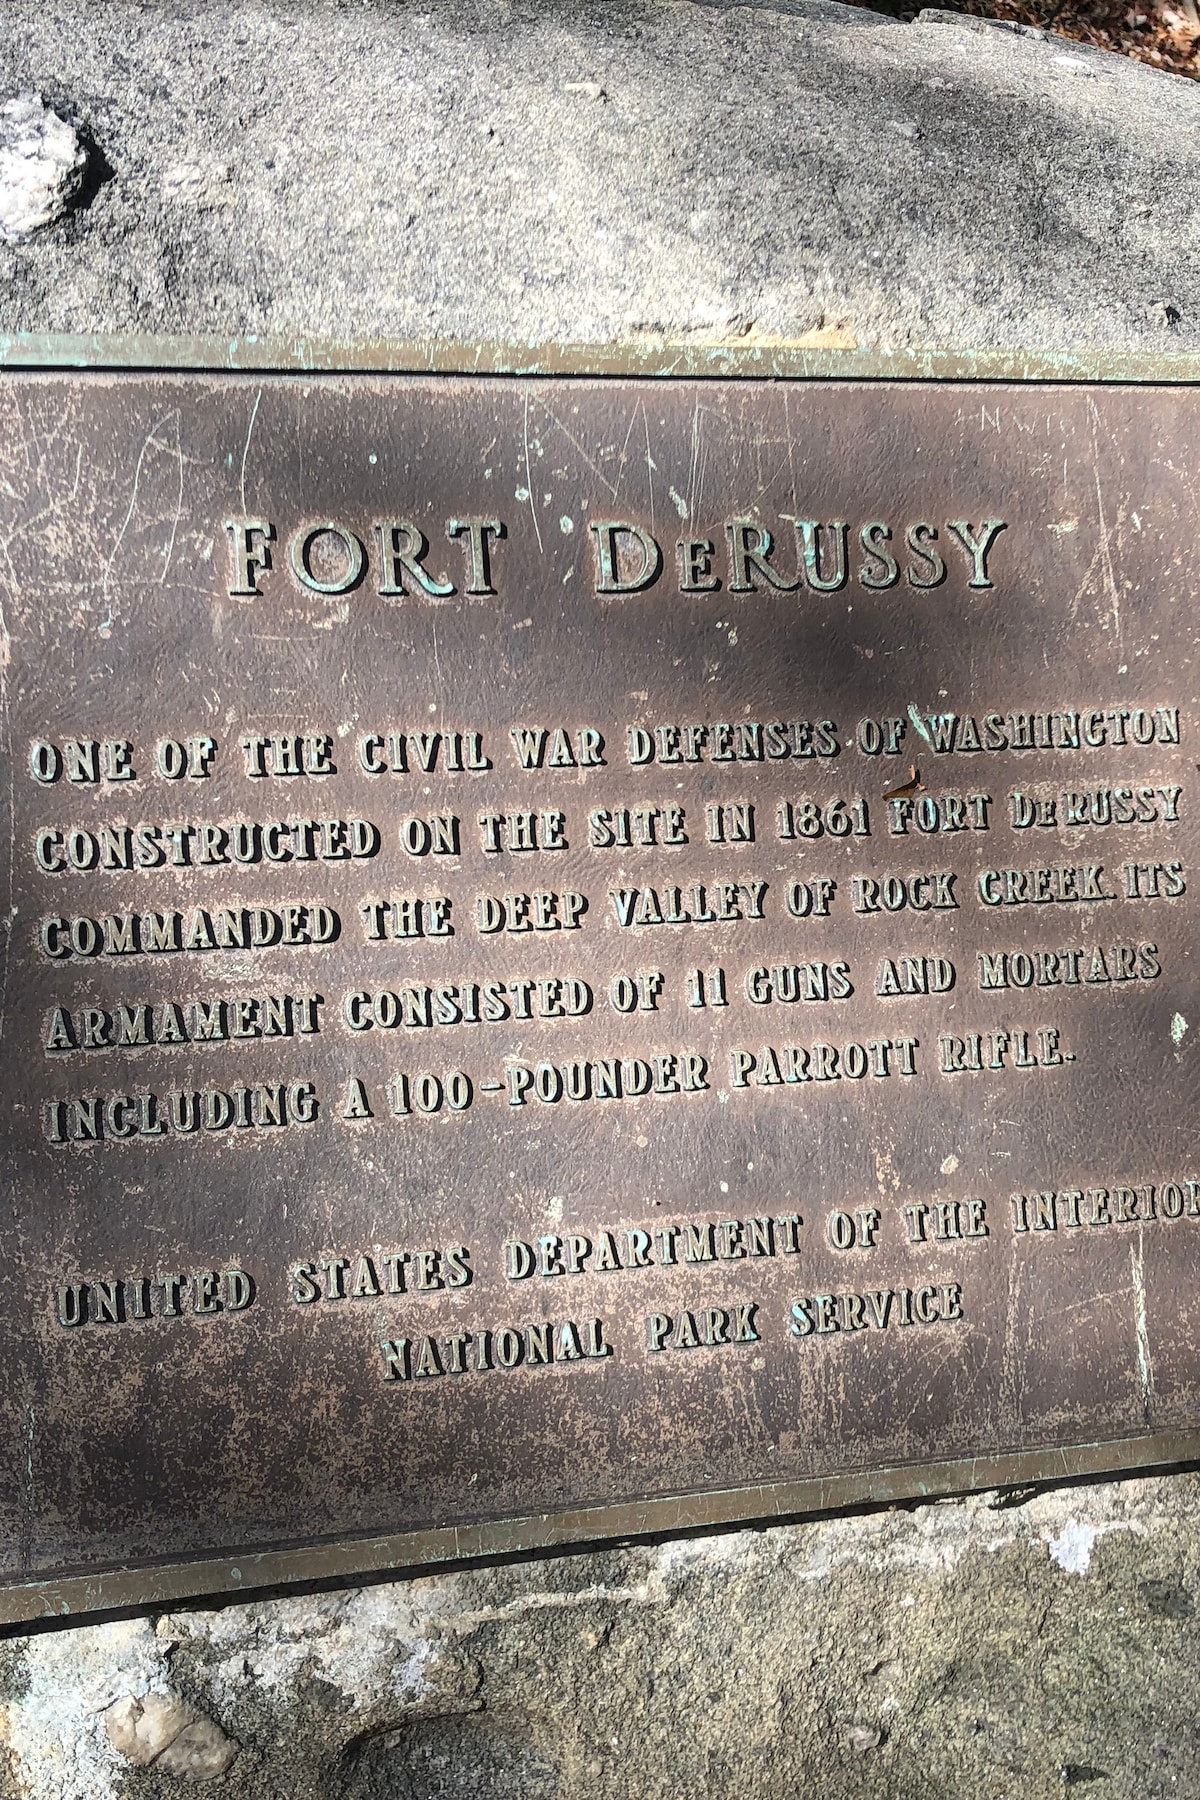 FORT DeRUSSY
ONE OF THE CIVIL WAR DEFENSES OF WASHINGTON
CONSTRUCTED ON THE SITE IN 1861 FORT DeRUSSY
COMMANDED THE DEEP VALLEY OF ROCK CREEK. ITS
ARMAMENT CONSISTED OF 11 GUNS AND MORTARS
INCLUDING A 100-POUNDER PARROTT RIFLE.
UNITED STATES DEPARTMENT OF THE INTERIOR
NATIONAL PARK SERVICE